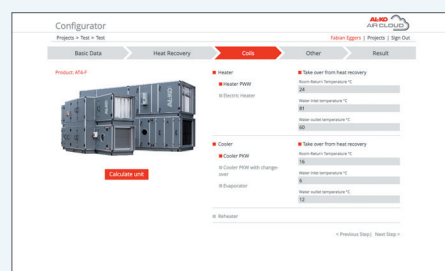 Configurator
AL-KO
AIR CLOUD
Projects > Test > Test
Fabian Eggers | Projects | Sign Out
Basic Data
Heat Recovery
Coils
Other
Result
Product: AT4-F
Heater
Take over from heat recovery
Heater PWW
Room-Return Temperature °C
24
Electric Heater
Water inlet temperature °C
81
Water outlet temperature °C
60
Cooler
Take over from heat recovery
Cooler PKW
Room-Return Temperature °C
16
Cooler PKW with change
over
Water inlet temperature °C
6
Evaporator
Water outlet temperature °C
12
Calculate unit
Reheater
< Previous Step | Next Step >